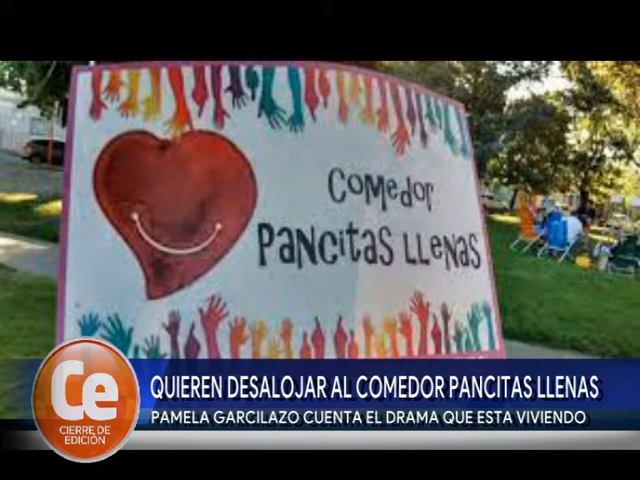 Comedor
PANCitAS LLeNAS
Ce
CIERRE DE
EDICIÓN
QUIEREN DESALOJAR AL COMEDOR PANCITAS LLENAS
PAMELA GARCILAZO CUENTA EL DRAMA QUE ESTA VIVIENDO